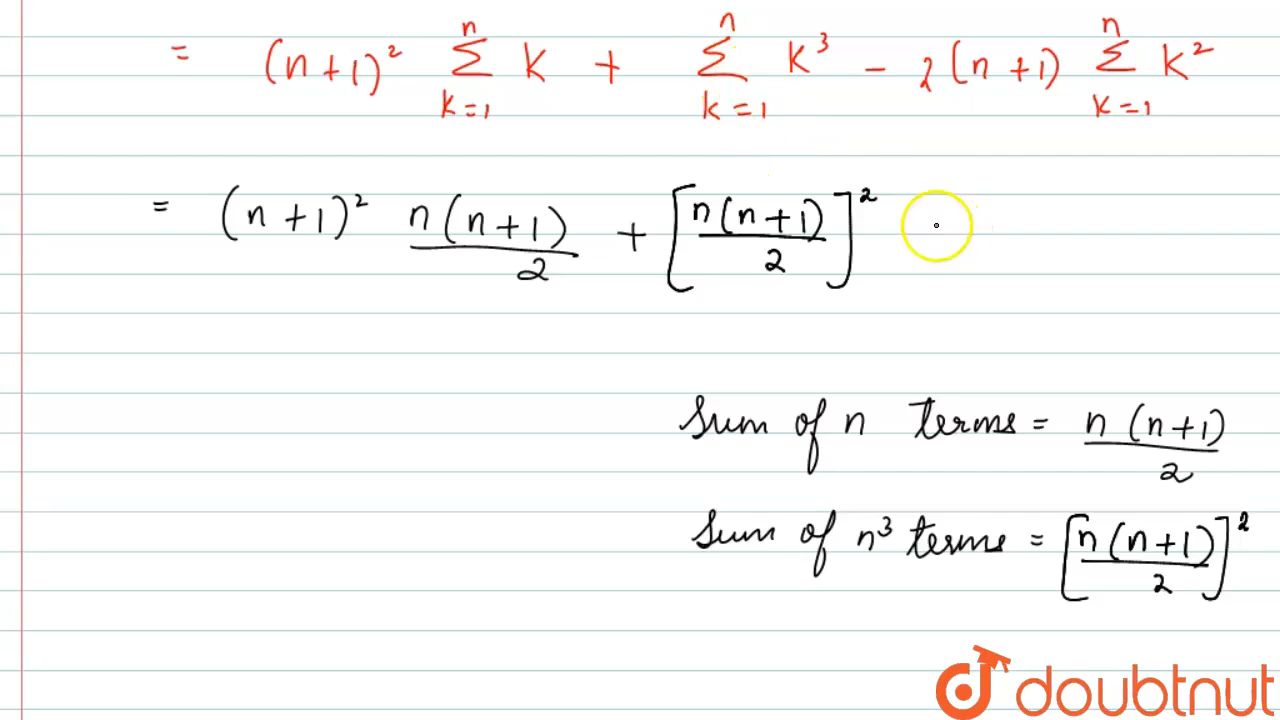 = (n+1)² Σ_{k=1}^{n} k + Σ_{k=1}^{n} k³ - 2(n+1) Σ_{k=1}^{n} k²
= (n+1)² n(n+1)/2 + [n(n+1)/2]²
Sum of n terms = n(n+1)/2
Sum of n³ terms = [n(n+1)/2]²
doubtnut